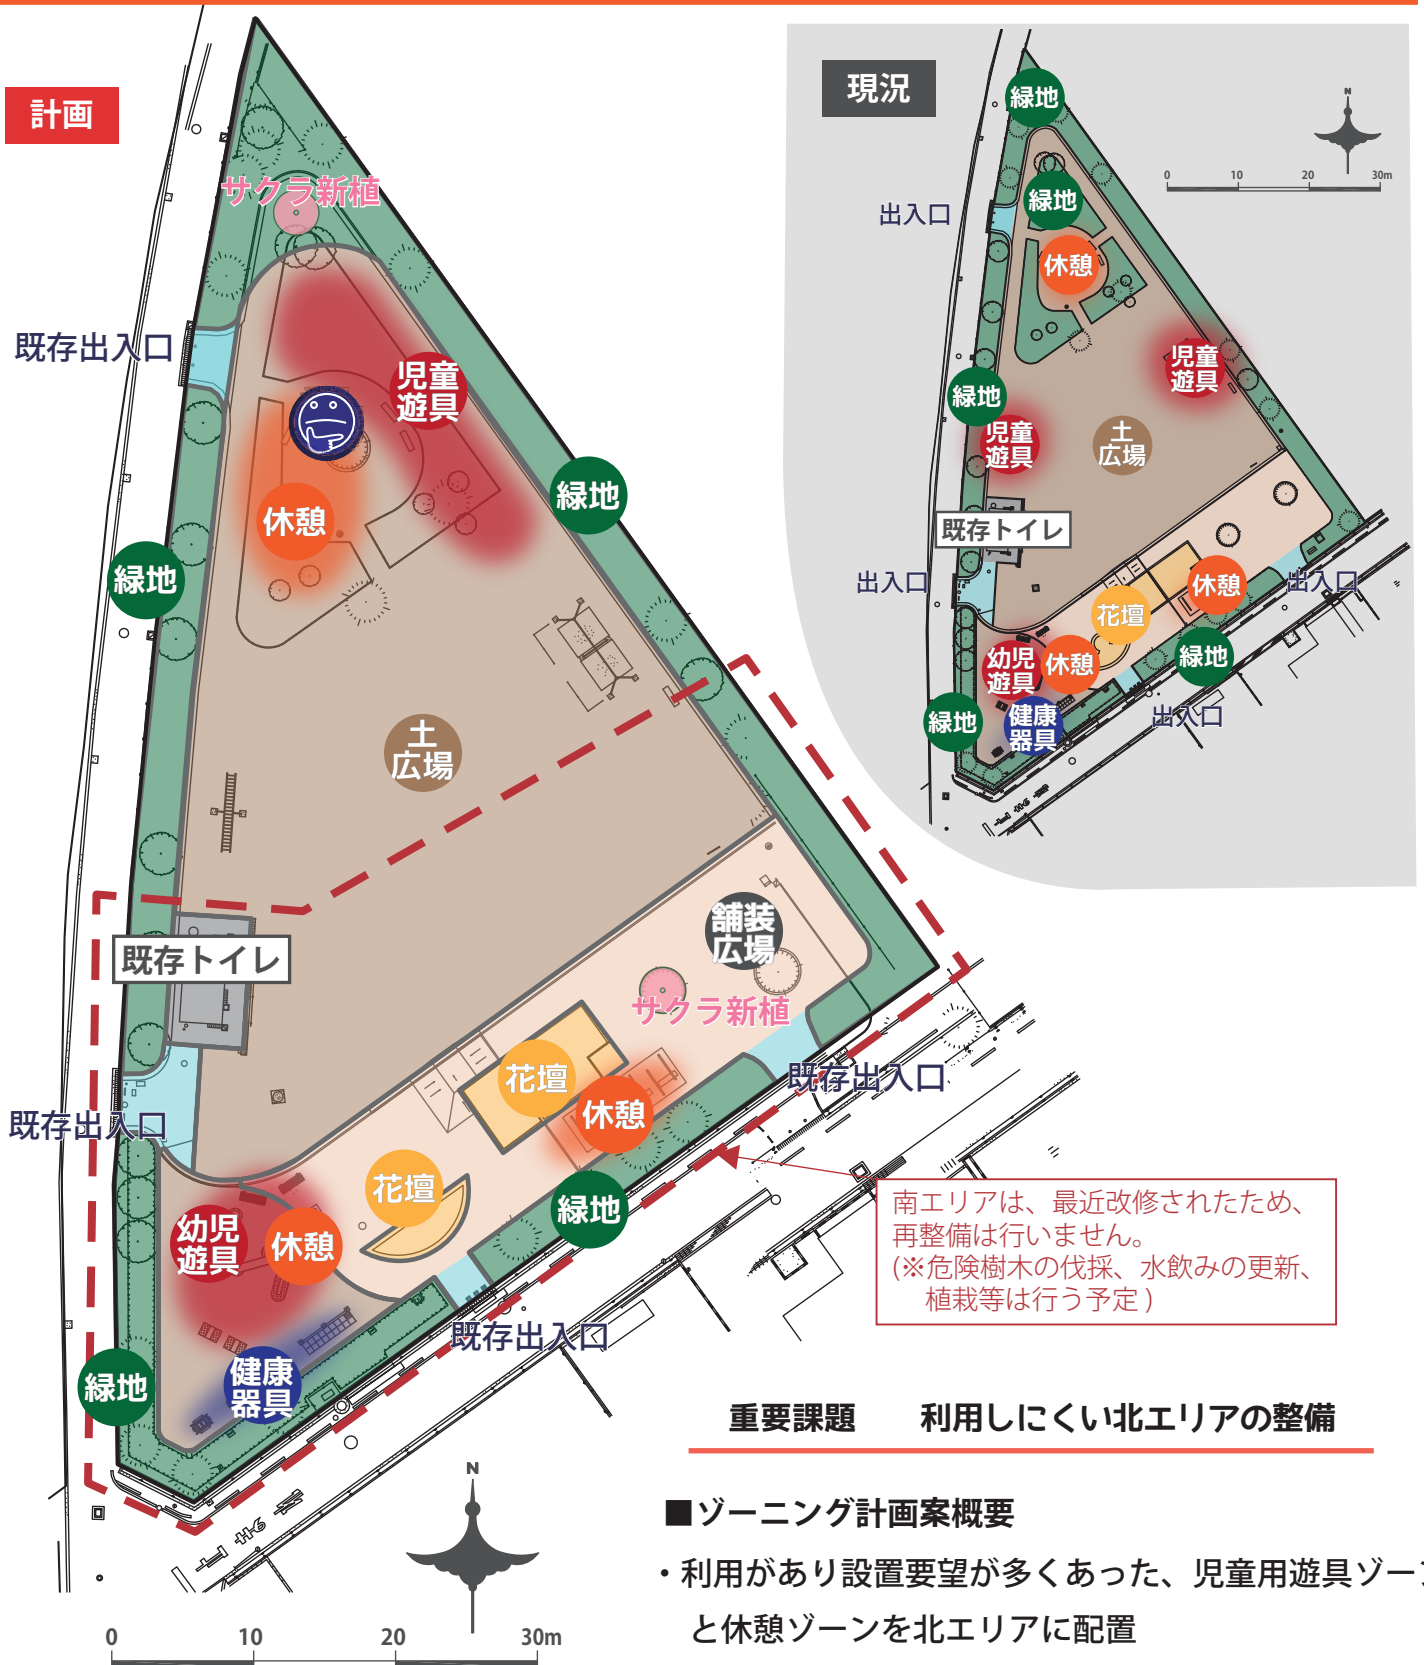 計画
サクラ新植
既存出入口
児童
遊具
休憩
緑地
緑地
土
広場
既存トイレ
舗装
広場
サクラ新植
花壇
休憩
既存出入口
既存出入口
花壇
緑地
幼児
遊具
休憩
既存出入口
健康
器具
緑地
N
0 10 20 30m
現況
N
0 10 20 30m
緑地
出入口
緑地
休憩
児童
遊具
緑地
児童
遊具
土
広場
既存トイレ
出入口
休憩
出入口
花壇
幼児
遊具
休憩
緑地
緑地
健康
器具
出入口
南エリアは、最近改修されたため、
再整備は行いません。
(※危険樹木の伐採、水飲みの更新、
植栽等は行う予定 )
重要課題 利用しにくい北エリアの整備
■ゾーニング計画案概要
・利用があり設置要望が多くあった、児童用遊具ゾーン
と休憩ゾーンを北エリアに配置